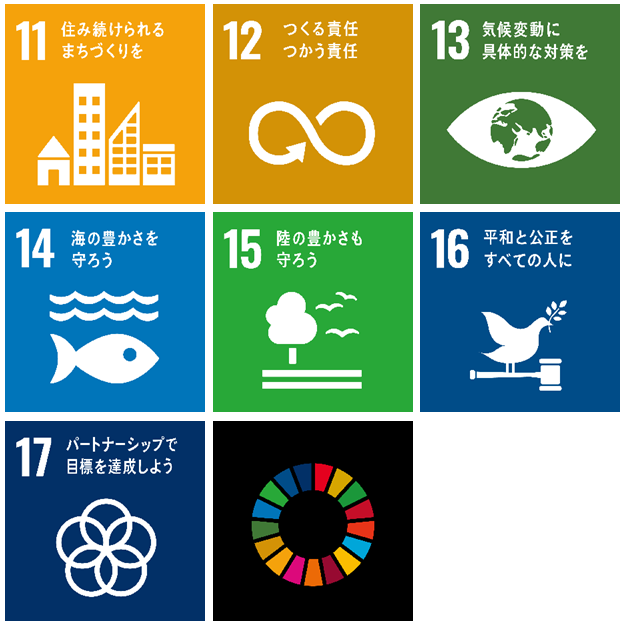 11 住み続けられる
まちづくりを
12 つくる責任
つかう責任
13 気候変動に
具体的な対策を
14 海の豊かさを
守ろう
15 陸の豊かさも
守ろう
16 平和と公正を
すべての人に
17 パートナーシップで
目標を達成しよう